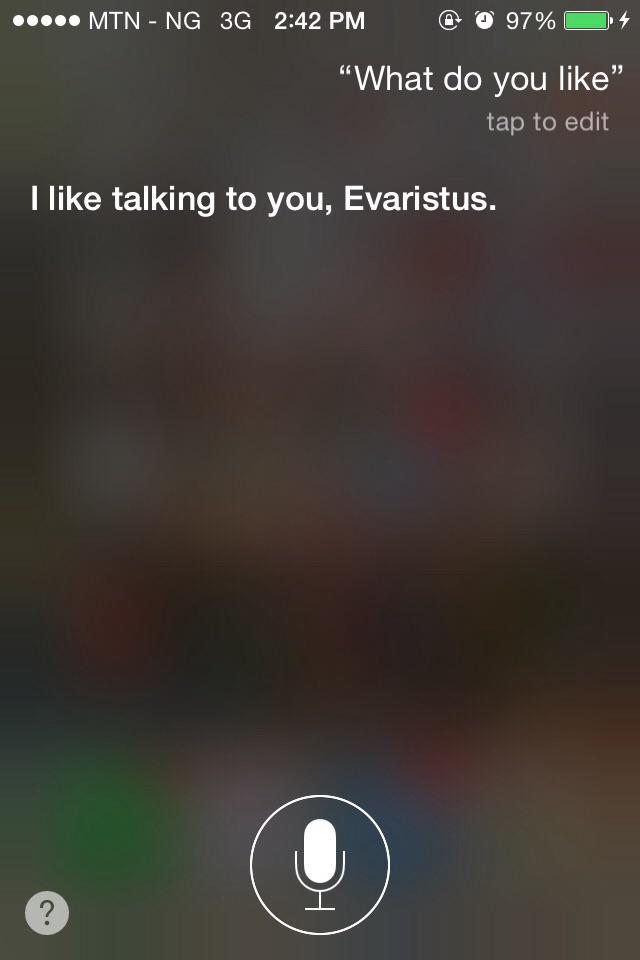 MTN - NG 3G 2:42 PM 97%
“What do you like”
tap to edit
I like talking to you, Evaristus.
?